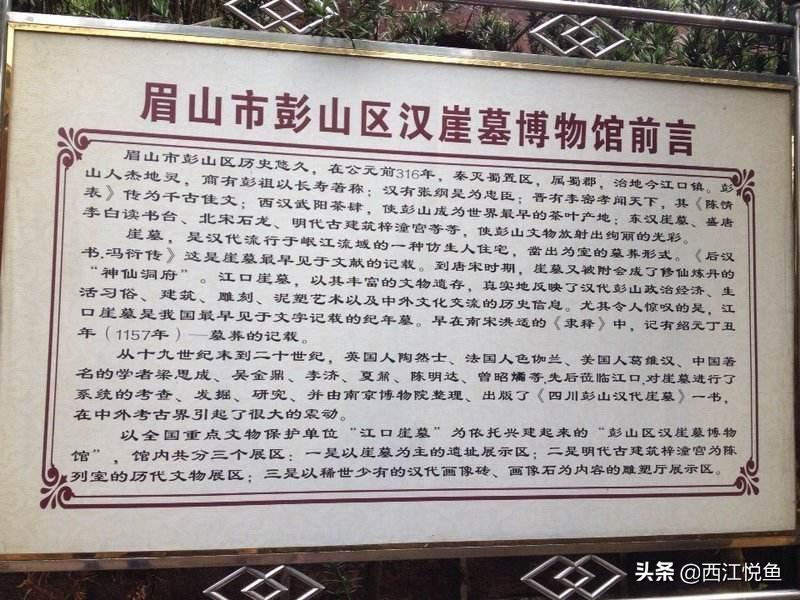 眉山市彭山区汉崖墓博物馆前言
眉山市彭山区历史悠久，在公元前316年，秦灭蜀置区，属蜀郡，治地今江口镇。彭
山人杰地灵，商有彭祖以长寿著称；汉有张纲是为忠臣；晋有李密孝闻天下，其《陈情
表》传为千古佳文；西汉武阳茶肆，使彭山成为世界最早的茶叶产地；东汉崖墓、盛唐
李白读书台、北宋石龙、明代古建筑梓潼宫等等，使彭山文物放射出绚丽的光彩。
崖墓，是汉代流行于岷江流域的一种仿生人住宅，凿出为室的墓葬形式。《后汉
书.冯衍传》这是崖墓最早见于文献的记载。到唐宋时期，崖墓又被附会成了修仙炼丹的
“神仙洞府”。江口崖墓，以其丰富的文物遗存，真实地反映了汉代彭山政治经济、生
活习俗、建筑、雕刻、泥塑艺术以及中外文化交流的历史信息。尤其令人惊叹的是，江
口崖墓是我国最早见于文字记载的纪年墓。早在南宋洪适的《隶释》中，记有绍元丁丑
年（1157年）—墓葬的记载。
从十九世纪末到二十世纪，英国人陶然士、法国人色伽兰、美国人葛维汉、中国著
名的学者梁思成、吴金鼎、李济、夏鼐、陈明达、曾昭燏等，先后莅临江口，对崖墓进行了
系统的考查、发掘、研究、并由南京博物院整理、出版了《四川彭山汉代崖墓》一书，
在中外考古界引起了很大的震动。
以全国重点文物保护单位“江口崖墓”为依托兴建起来的“彭山区汉崖墓博物
馆”，馆内共分三个展区：一是以崖墓为主的遗址展示区；二是明代古建筑梓潼宫为陈
列室的历代文物展区；三是以稀世少有的汉代画像砖、画像石为内容的雕塑厅展示区。
头条 @西江悦鱼